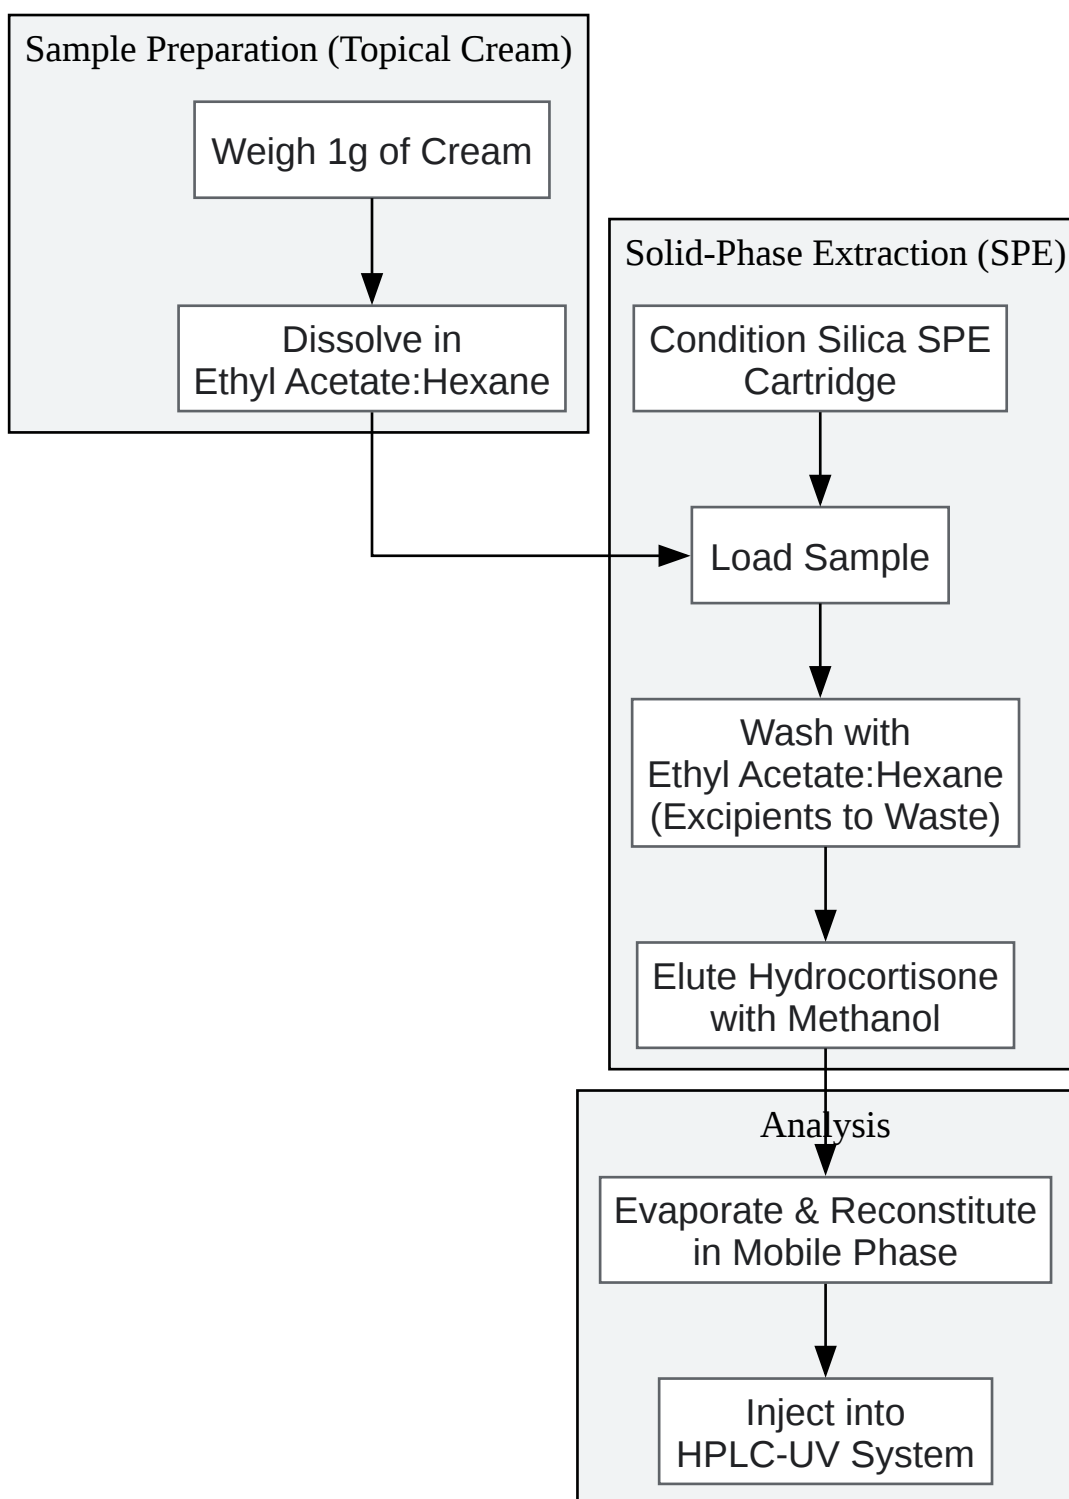 Sample Preparation (Topical Cream)
Weigh 1g of Cream
Dissolve in
Ethyl Acetate:Hexane
Solid-Phase Extraction (SPE)
Condition Silica SPE
Cartridge
Load Sample
Wash with
Ethyl Acetate:Hexane
(Excipients to Waste)
Elute Hydrocortisone
with Methanol
Analysis
Evaporate & Reconstitute
in Mobile Phase
Inject into
HPLC-UV System